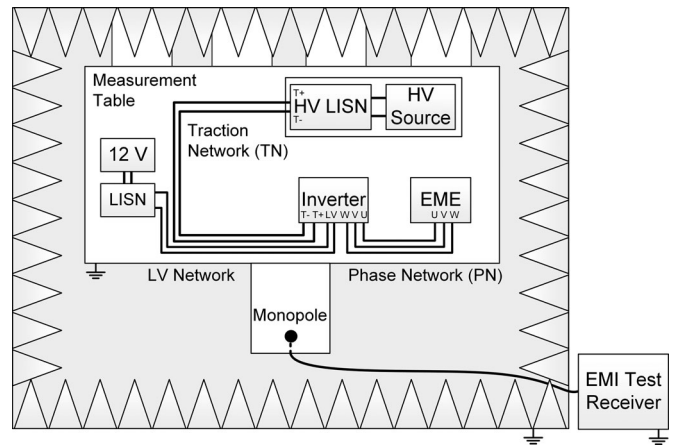 Measurement
Table
T+
HV LISN
T-
HV
Source
Traction
Network (TN)
12 V
LISN
Inverter
T- T+ LV W V U
EME
U V W
LV Network
Phase Network (PN)
Monopole
EMI Test
Receiver